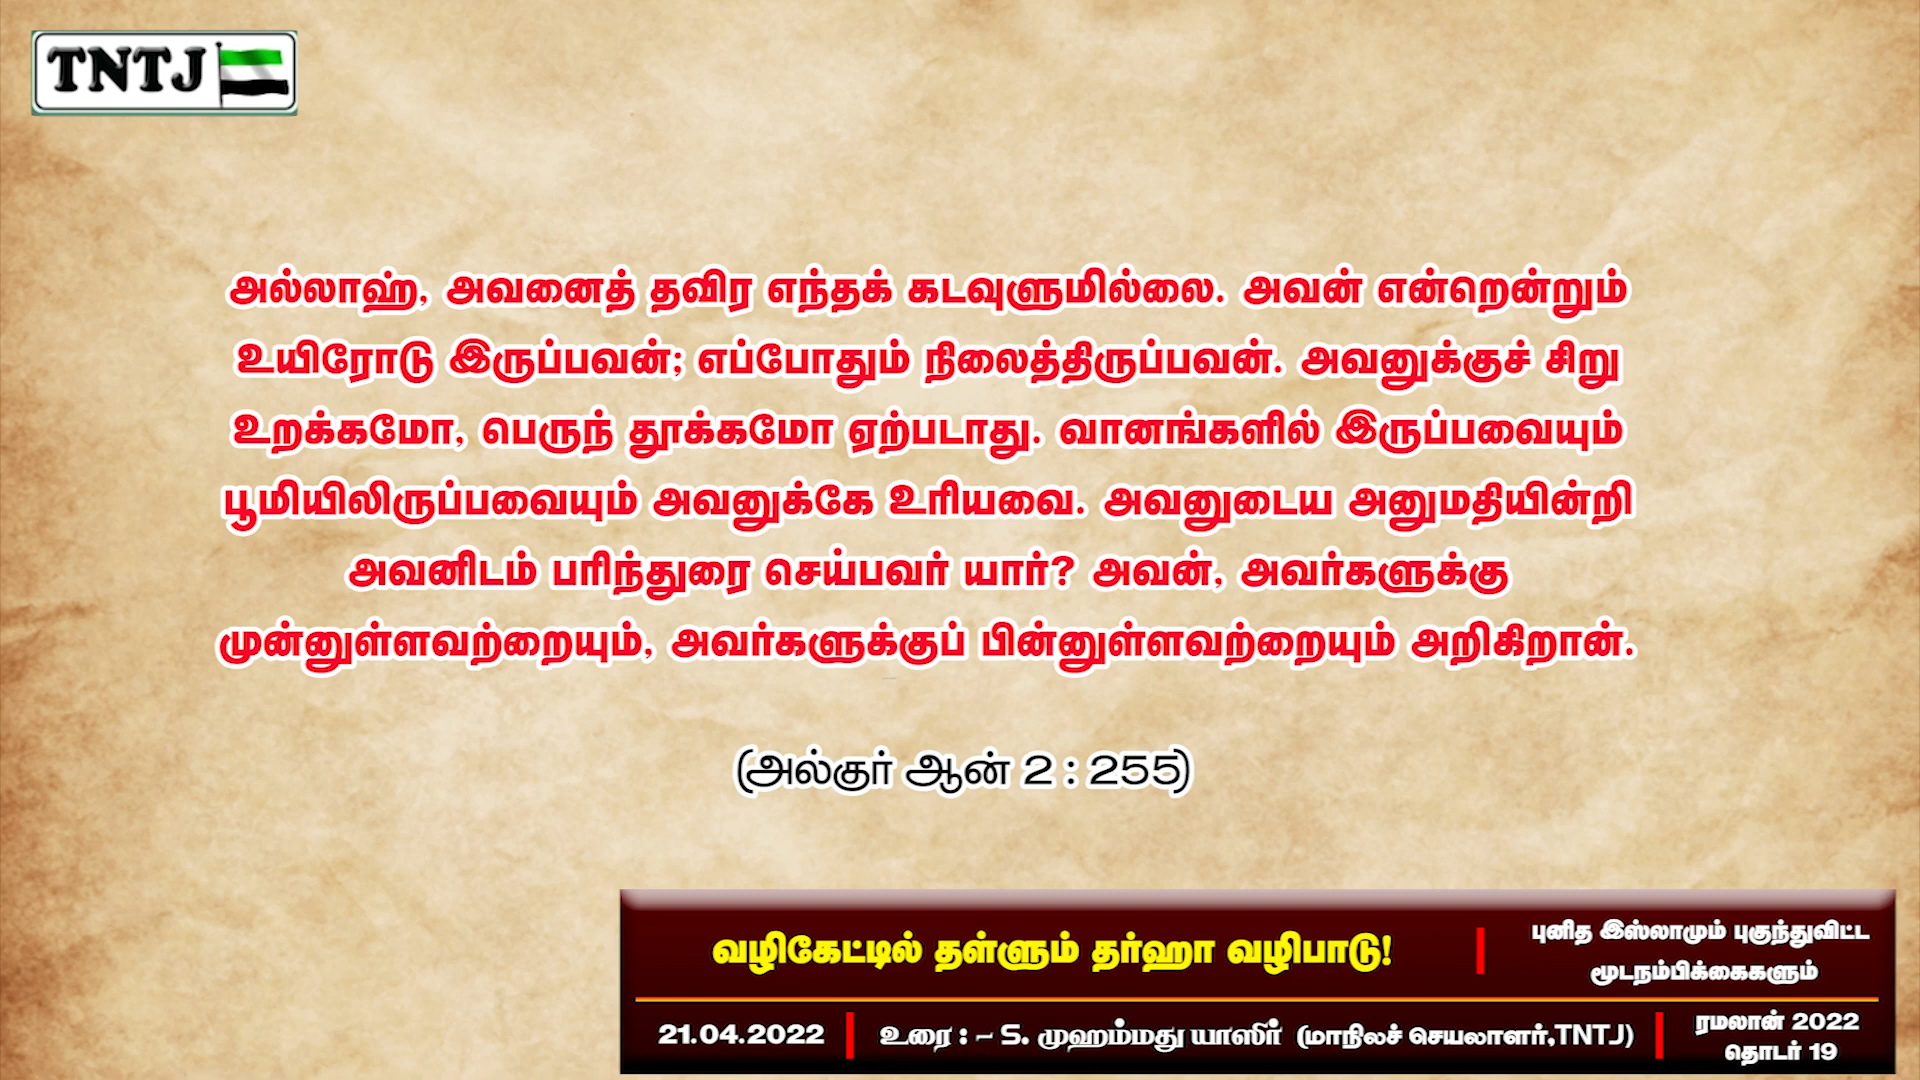 TNTJ
அல்லாஹ், அவனைத் தவிர எந்தக் கடவுளுமில்லை. அவன் என்றென்றும்
உயிரோடு இருப்பவன்; எப்போதும் நிலைத்திருப்பவன். அவனுக்குச் சிறு
உறக்கமோ, பெருந் தூக்கமோ ஏற்படாது. வானங்களில் இருப்பவையும்
பூமியிலிருப்பவையும் அவனுக்கே உரியவை. அவனுடைய அனுமதியின்றி
அவனிடம் பரிந்துரை செய்பவர் யார்? அவன், அவர்களுக்கு
முன்னுள்ளவற்றையும், அவர்களுக்குப் பின்னுள்ளவற்றையும் அறிகிறான்.
(அல்குர் ஆன் 2 : 255)
வழிகேட்டில் தள்ளும் தர்ஹா வழிபாடு!
புனித இஸ்லாமும் புகுந்துவிட்ட
மூடநம்பிக்கைகளும்
21.04.2022
உரை : – S. முஹம்மது யாஸிர் (மாநிலச் செயலாளர்,TNTJ)
ரமலான் 2022
தொடர் 19